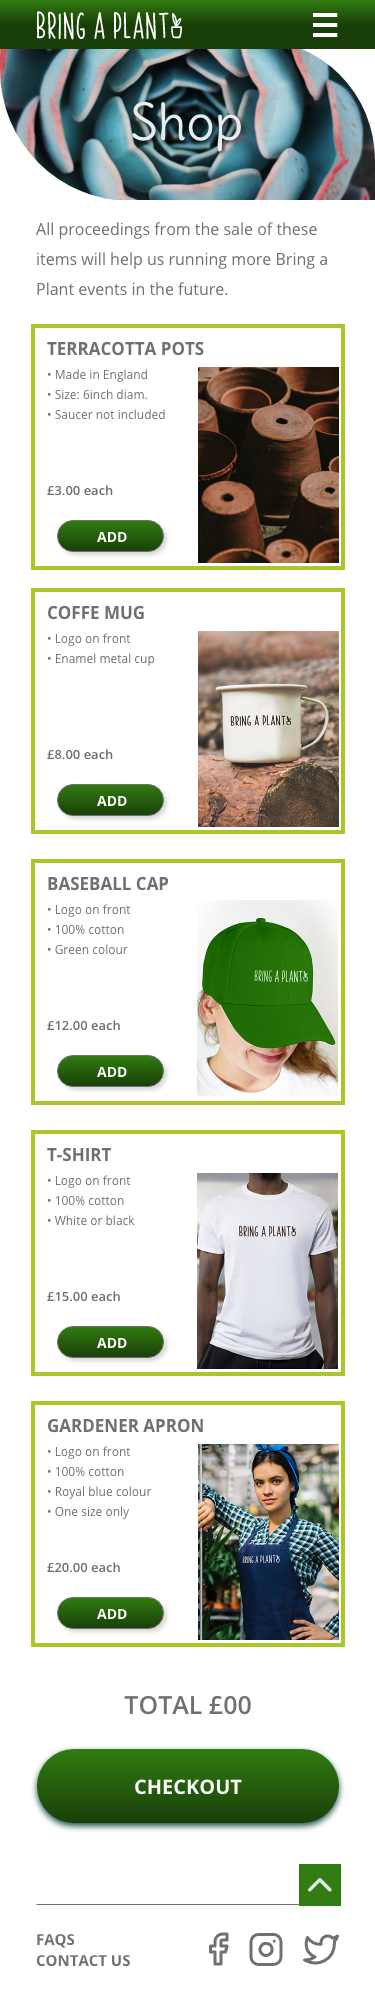 BRING A PLANT
Shop
All proceedings from the sale of these
items will help us running more Bring a
Plant events in the future.
TERRACOTTA POTS
• Made in England
• Size: 6inch diam.
• Saucer not included
£3.00 each
ADD
COFFE MUG
• Logo on front
• Enamel metal cup
£8.00 each
ADD
BRING A PLANT
BASEBALL CAP
• Logo on front
• 100% cotton
• Green colour
£12.00 each
ADD
BRING A PLANT
T-SHIRT
• Logo on front
• 100% cotton
• White or black
£15.00 each
ADD
BRING A PLANT
GARDENER APRON
• Logo on front
• 100% cotton
• Royal blue colour
• One size only
£20.00 each
ADD
BRING A PLANT
TOTAL £00
CHECKOUT
FAQS
CONTACT US